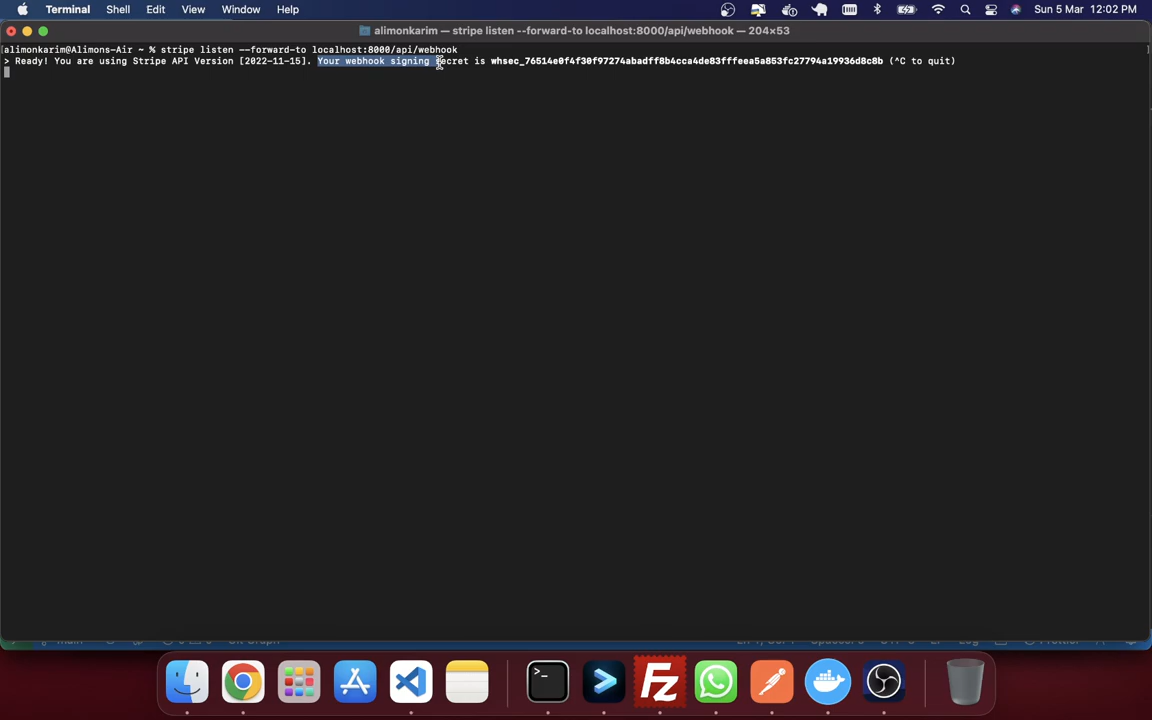 Terminal Shell Edit View Window Help Sun 5 Mar 12:02 PM
alimonkarim — stripe listen --forward-to localhost:8000/api/webhook — 204×53
[alimonkarim@Alimons-Air ~ % stripe listen --forward-to localhost:8000/api/webhook ]
> Ready! You are using Stripe API Version [2022-11-15]. Your webhook signing secret is whsec_76514e0f4f30f97274abadff8b4cca4de83fffeea5a853fc27794a19936d8c8b (^C to quit)